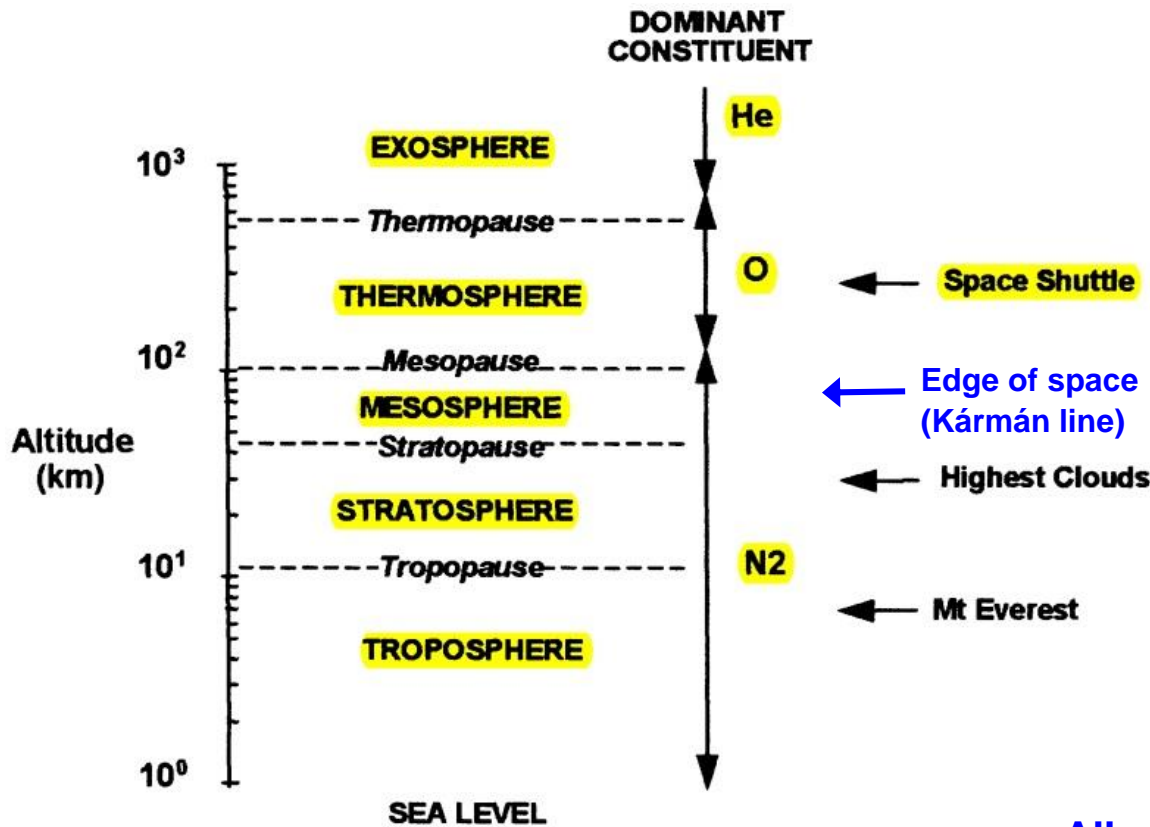 DOMINANT
CONSTITUENT
He
EXOSPHERE
10³
Thermopause
O
Space Shuttle
THERMOSPHERE
10²
Mesopause
Edge of space
(Kármán line)
MESOSPHERE
Altitude
(km)
Stratopause
Highest Clouds
STRATOSPHERE
10¹
Tropopause
N2
Mt Everest
TROPOSPHERE
10⁰
SEA LEVEL